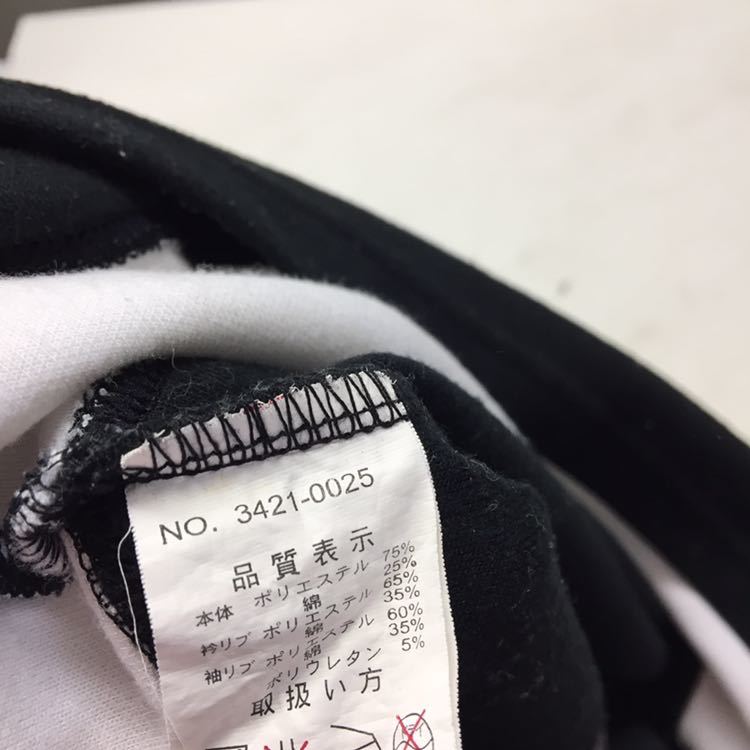 NO. 3421-0025
品質表示
本体 ポリエステル 75%
綿 25%
衿リブ ポリエステル 65%
綿 35%
袖リブ ポリエステル 60%
綿 35%
ポリウレタン 5%
取扱い方